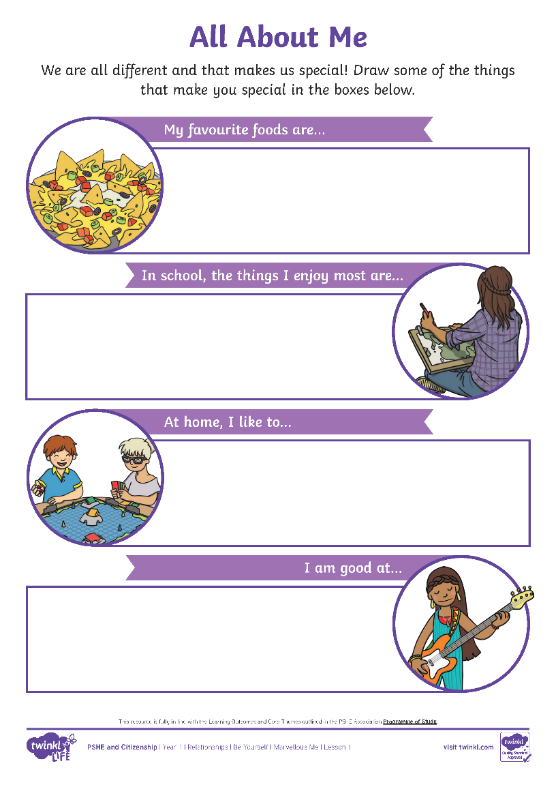 All About Me
We are all different and that makes us special! Draw some of the things
that make you special in the boxes below.
My favourite foods are...
In school, the things I enjoy most are...
At home, I like to...
I am good at...
This resource is fully in line with the Learning Outcomes and Core Themes outlined in the PSHE Association Programme of Study.
twinkl LIFE
PSHE and Citizenship | Year 1 | Relationships | Be Yourself | Marvellous Me | Lesson 1
visit twinkl.com
twinkl
Quality Standard
Approved